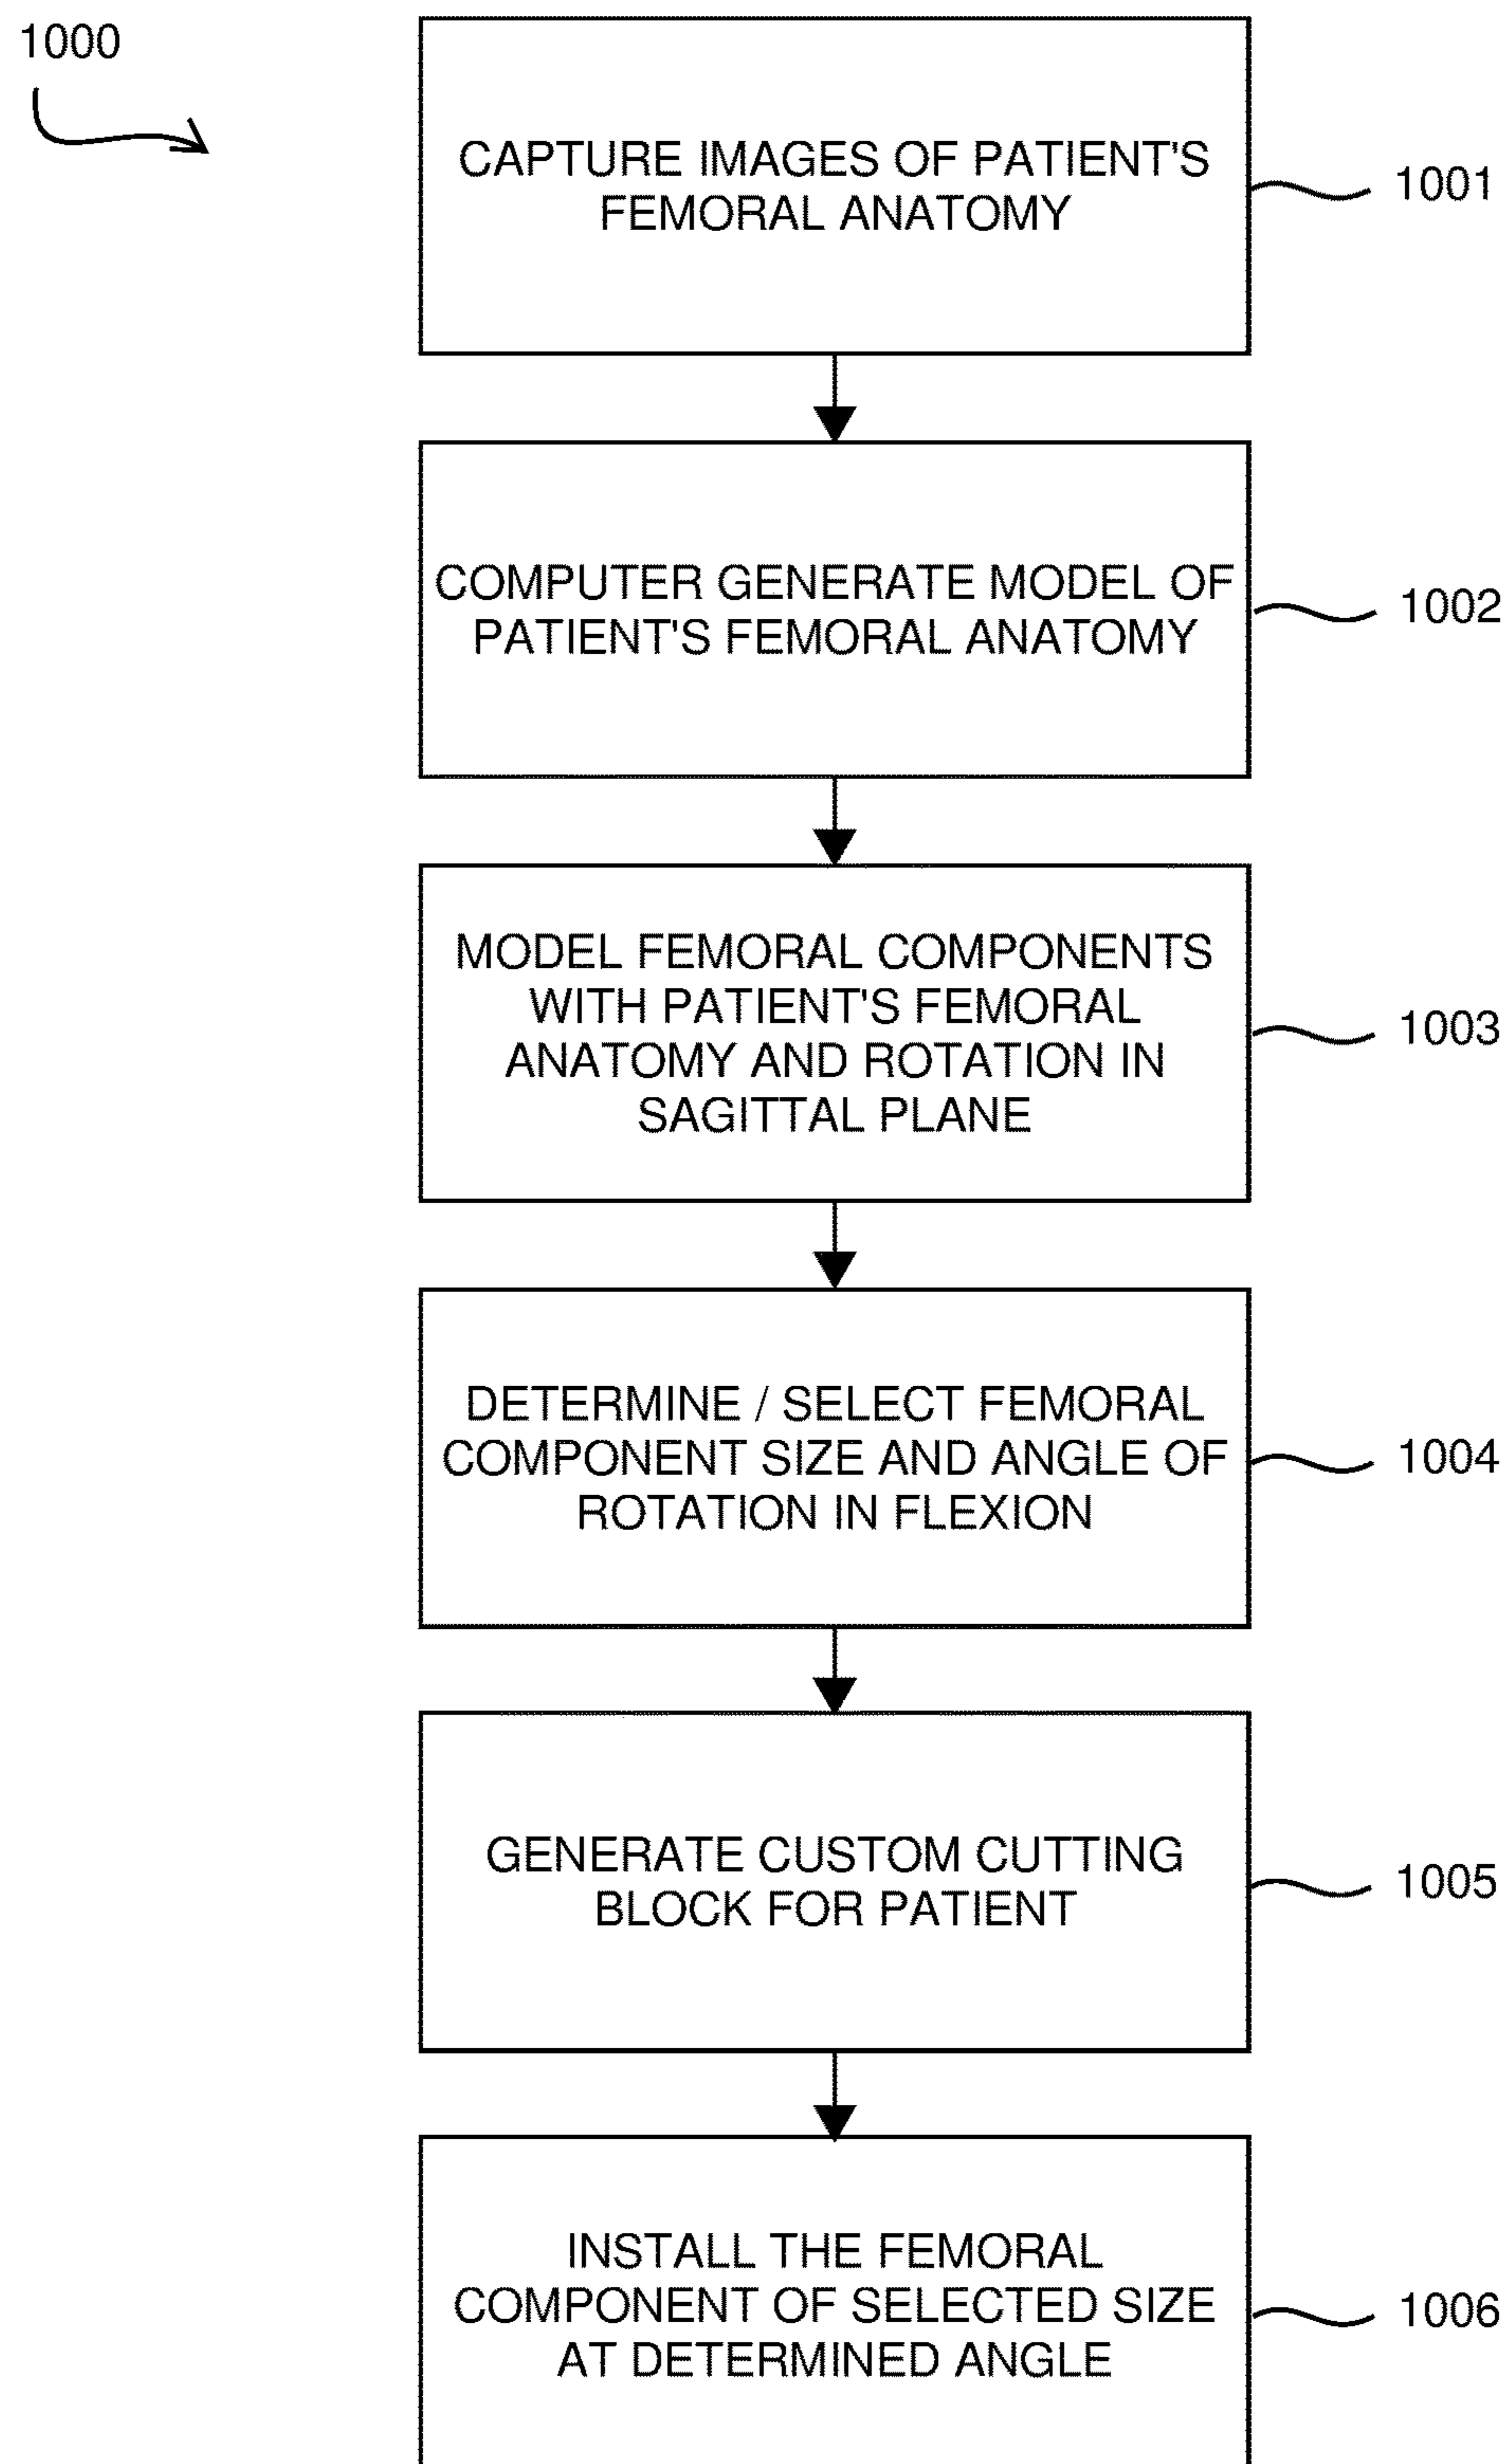 1000
CAPTURE IMAGES OF PATIENT'S
FEMORAL ANATOMY
1001
COMPUTER GENERATE MODEL OF
PATIENT'S FEMORAL ANATOMY
1002
MODEL FEMORAL COMPONENTS
WITH PATIENT'S FEMORAL
ANATOMY AND ROTATION IN
SAGITTAL PLANE
1003
DETERMINE / SELECT FEMORAL
COMPONENT SIZE AND ANGLE OF
ROTATION IN FLEXION
1004
GENERATE CUSTOM CUTTING
BLOCK FOR PATIENT
1005
INSTALL THE FEMORAL
COMPONENT OF SELECTED SIZE
AT DETERMINED ANGLE
1006